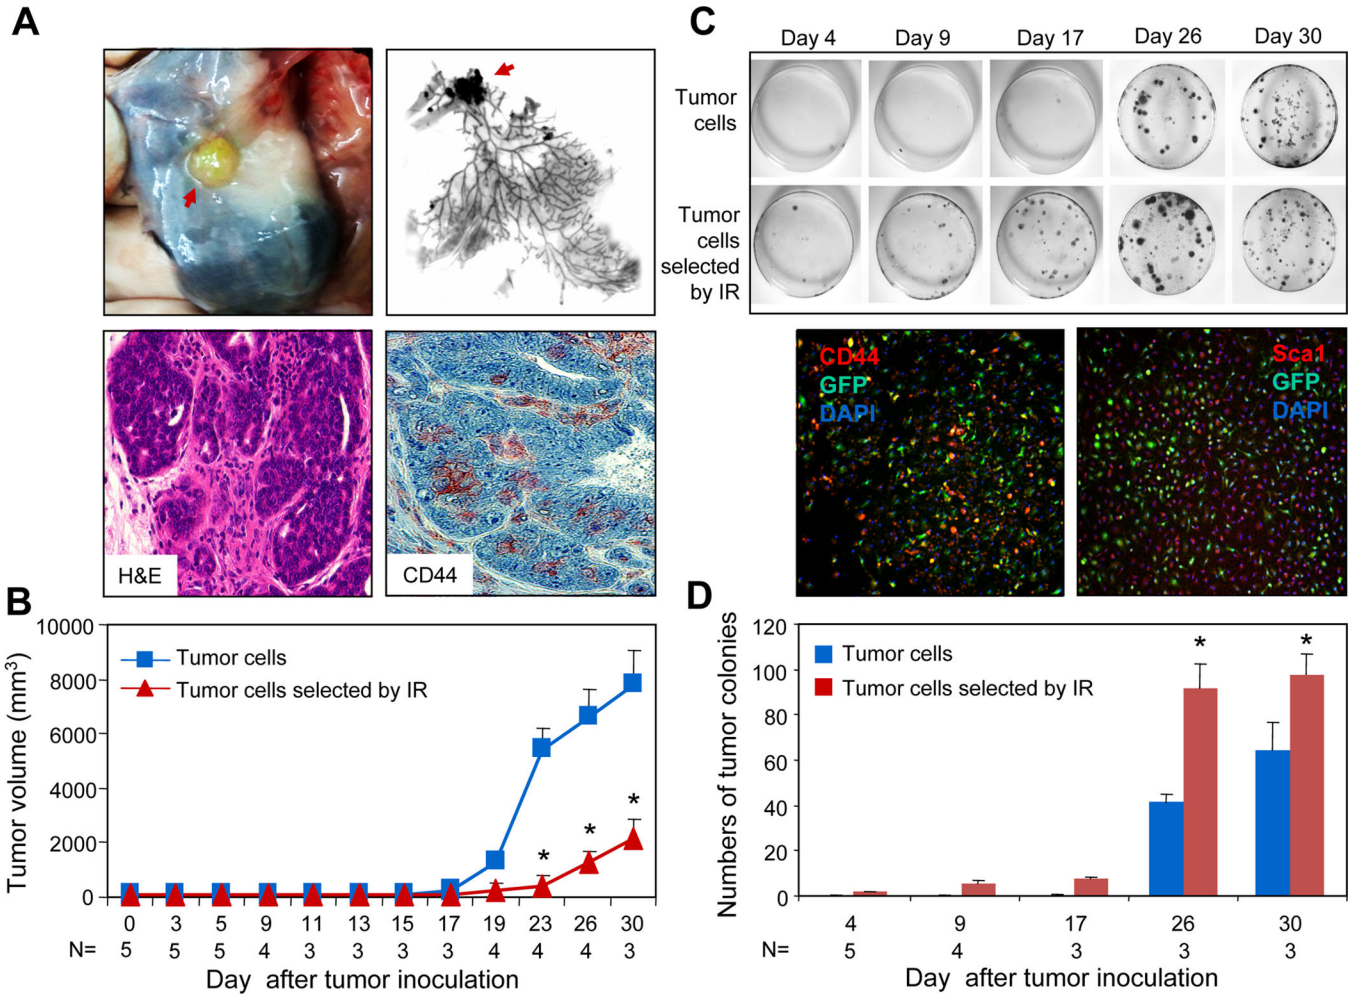 A
H&E
CD44
B
Tumor volume (mm3)
10000
8000
6000
4000
2000
0
Tumor cells
Tumor cells selected by IR
*
*
*
0 3 5 9 11 13 15 17 19 23 26 30
N= 5 5 5 4 3 3 3 3 4 4 4 3
Day after tumor inoculation
C
Day 4 Day 9 Day 17 Day 26 Day 30
Tumor
cells
Tumor
cells
selected
by IR
CD44
GFP
DAPI
Sca1
GFP
DAPI
D
Numbers of tumor colonies
120
100
80
60
40
20
0
Tumor cells
Tumor cells selected by IR
*
*
4 9 17 26 30
N= 5 4 3 3 3
Day after tumor inoculation